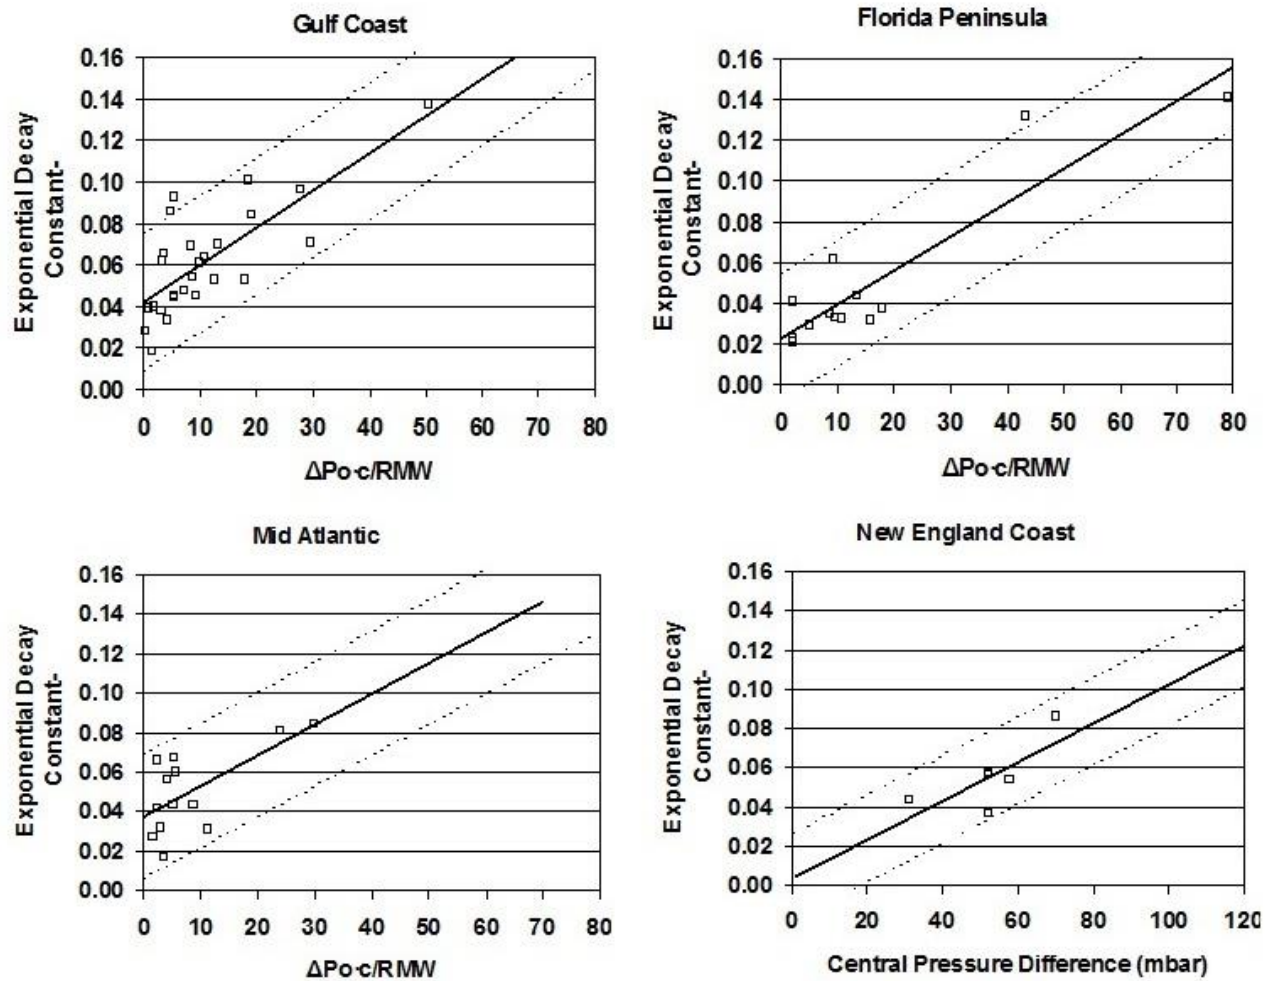 Gulf Coast
Exponential Decay
Constant-
0.16
0.14
0.12
0.10
0.08
0.06
0.04
0.02
0.00
0 10 20 30 40 50 60 70 80
ΔPo·c/RMW
Florida Peninsula
Exponential Decay
Constant-
0.16
0.14
0.12
0.10
0.08
0.06
0.04
0.02
0.00
0 10 20 30 40 50 60 70 80
ΔPo·c/RMW
Mid Atlantic
Exponential Decay
Constant-
0.16
0.14
0.12
0.10
0.08
0.06
0.04
0.02
0.00
0 10 20 30 40 50 60 70 80
ΔPo·c/RMW
New England Coast
Exponential Decay
Constant-
0.16
0.14
0.12
0.10
0.08
0.06
0.04
0.02
0.00
0 20 40 60 80 100 120
Central Pressure Difference (mbar)